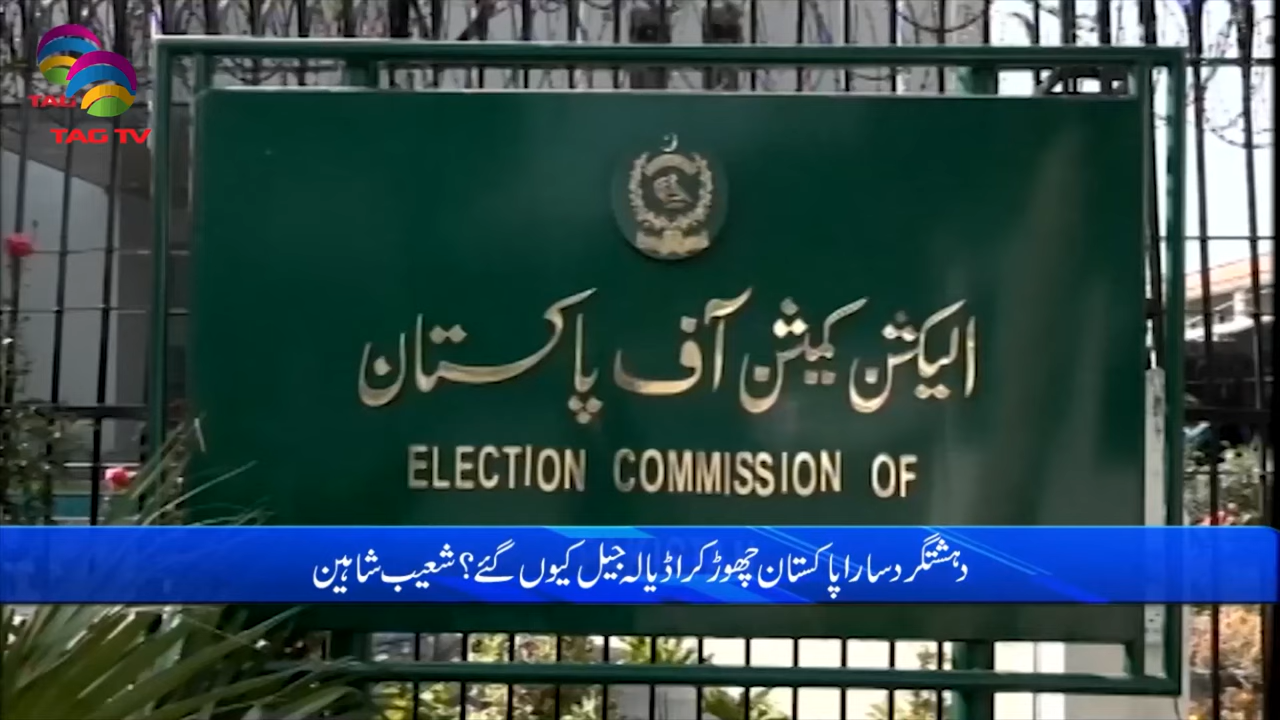 TAG
TAG TV
الیکشن کمیشن آف پاکستان
ELECTION COMMISSION OF
دہشتگرد سارا پاکستان چھوڑ کر اڈیالہ جیل کیوں گئے؟ شعیب شاہین